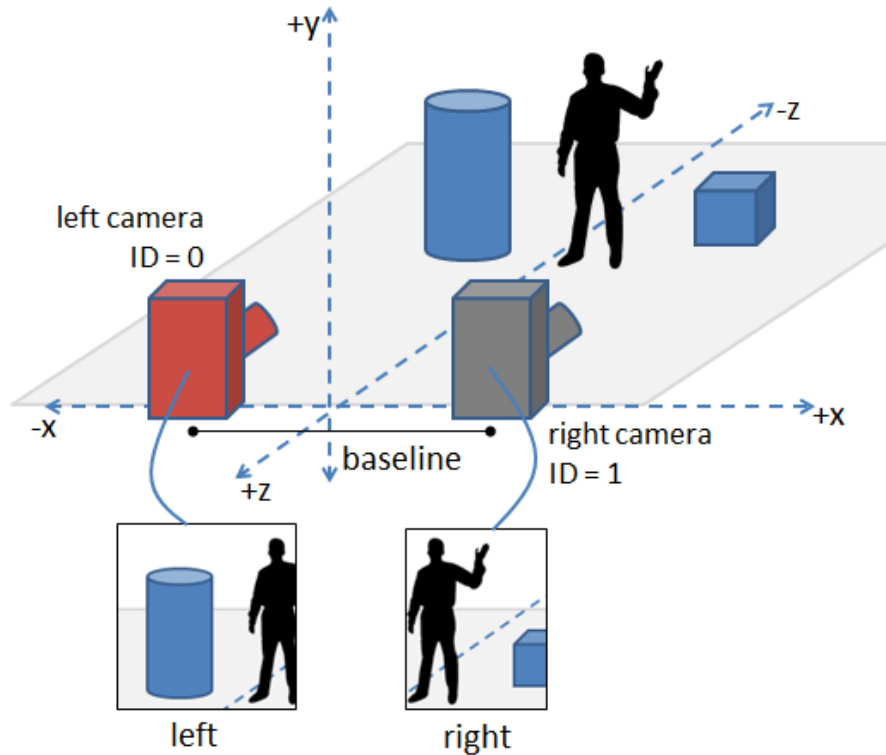 +y
-z
left camera
ID = 0
-x
+x
right camera
ID = 1
baseline
+z
left
right